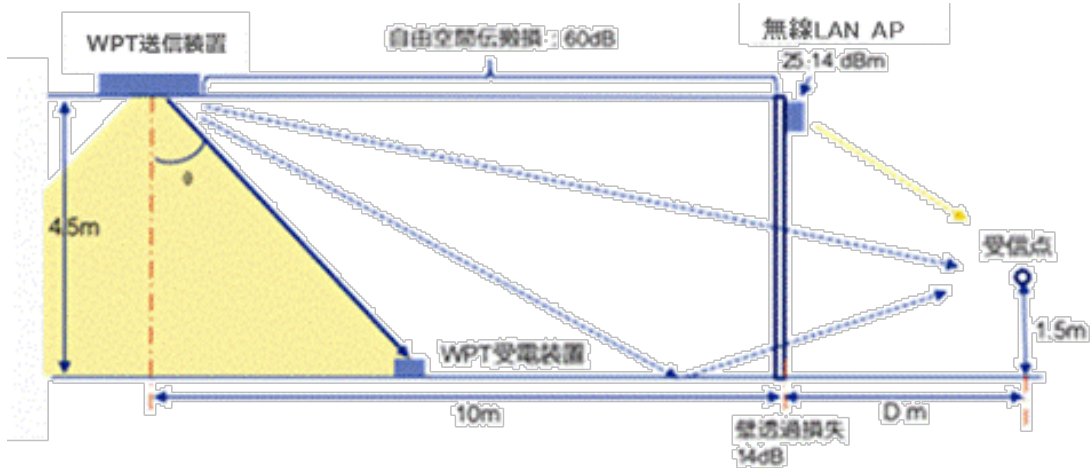 WPT送信装置
自由空間伝搬損：60dB
無線LAN AP
25.14 dBm
θ
4.5m
受信点
WPT受電装置
1.5m
10m
D m
壁透過損失
14dB